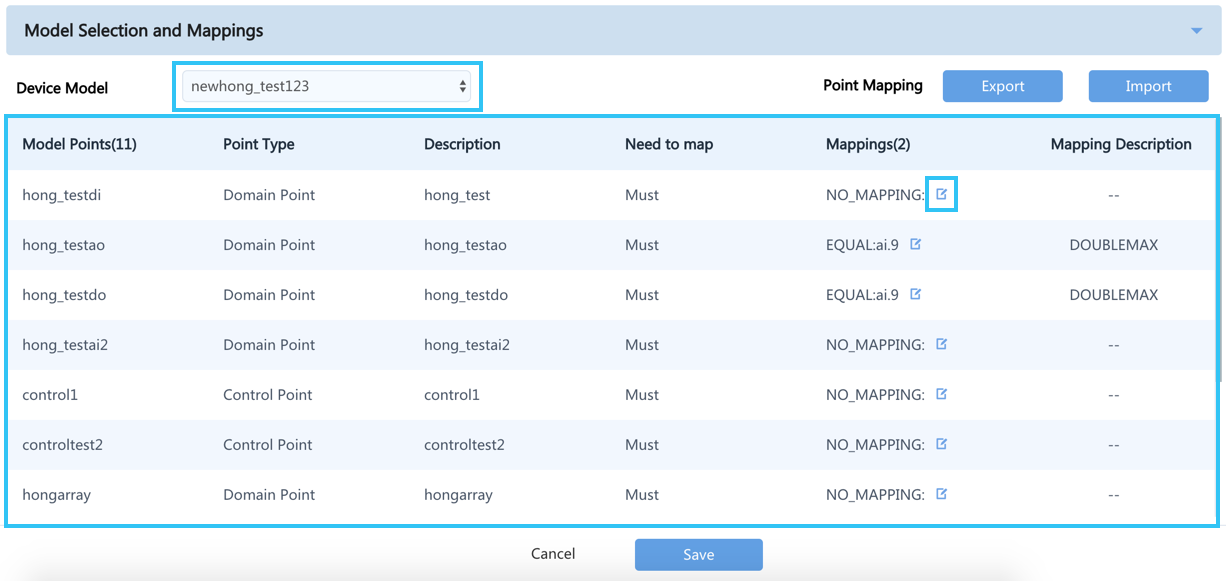 Model Selection and Mappings
Device Model newhong_test123 Point Mapping Export Import
Model Points(11) Point Type Description Need to map Mappings(2) Mapping Description
hong_testdi Domain Point hong_test Must NO_MAPPING: --
hong_testao Domain Point hong_testao Must EQUAL:ai.9 DOUBLEMAX
hong_testdo Domain Point hong_testdo Must EQUAL:ai.9 DOUBLEMAX
hong_testai2 Domain Point hong_testai2 Must NO_MAPPING: --
control1 Control Point control1 Must NO_MAPPING: --
controltest2 Control Point controltest2 Must NO_MAPPING: --
hongarray Domain Point hongarray Must NO_MAPPING: --
Cancel Save